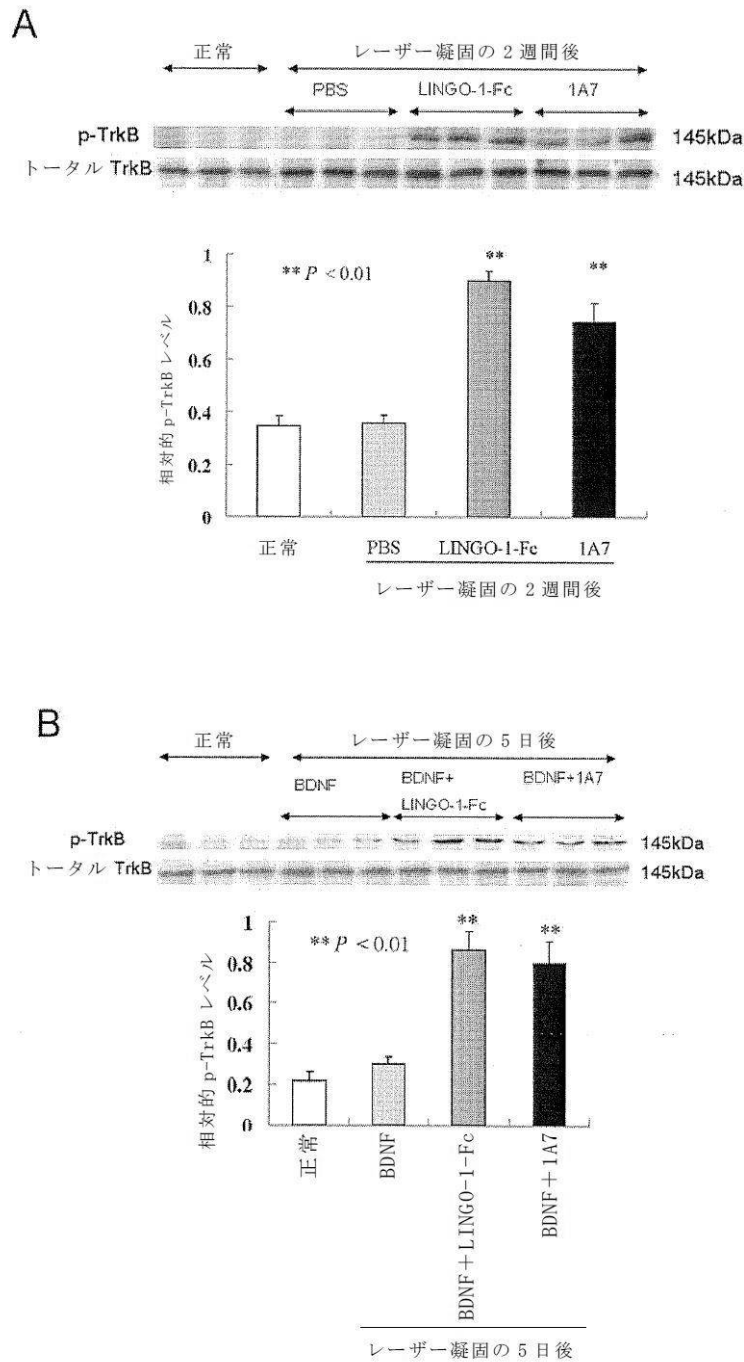 A
正常
レーザー凝固の2週間後
PBS
LINGO-1-Fc
1A7
p-TrkB
145kDa
トータル TrkB
145kDa
1
0.8
0.6
0.4
0.2
0
** P < 0.01
**
**
相対的 p-TrkB レベル
正常
PBS
LINGO-1-Fc
1A7
レーザー凝固の2週間後
B
正常
レーザー凝固の5日後
BDNF
BDNF+
LINGO-1-Fc
BDNF+1A7
p-TrkB
145kDa
トータル TrkB
145kDa
1
0.8
0.6
0.4
0.2
0
** P < 0.01
**
**
相対的 p-TrkB レベル
正常
BDNF
BDNF+LINGO-1-Fc
BDNF+1A7
レーザー凝固の5日後